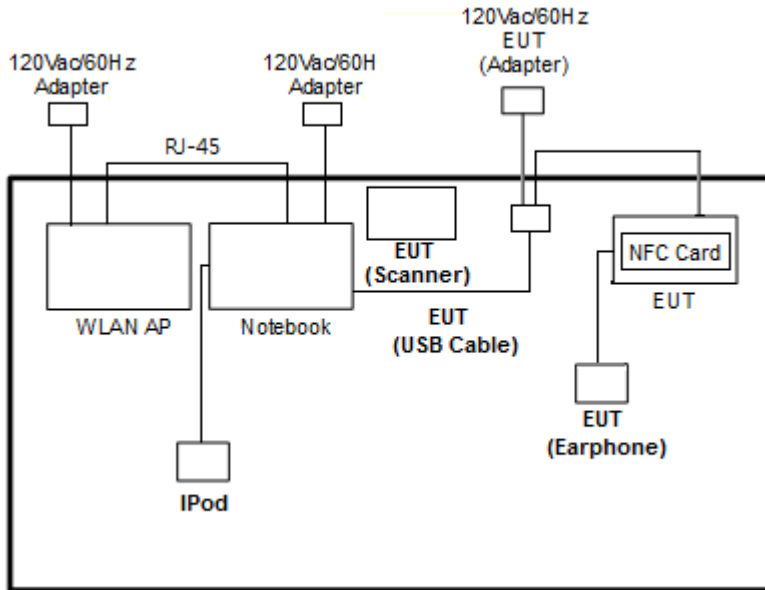 120Vac/60Hz
EUT
(Adapter)
120Vac/60Hz
Adapter
120Vac/60H
Adapter
RJ-45
EUT
(Scanner)
NFC Card
EUT
WLAN AP
Notebook
EUT
(USB Cable)
EUT
(Earphone)
IPod